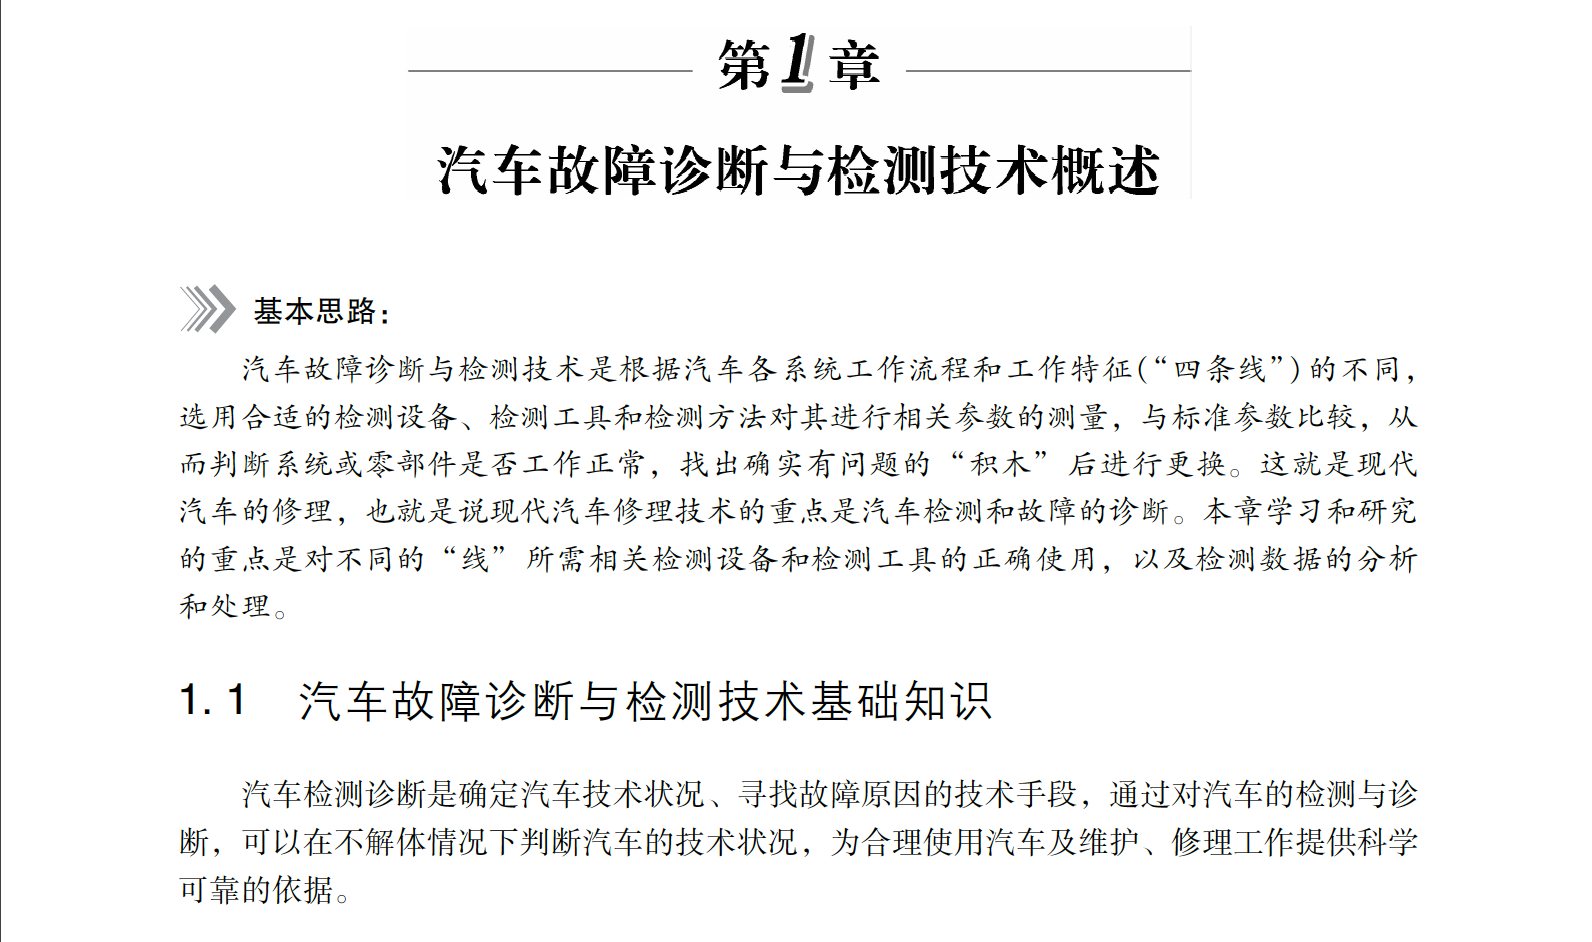 第1章
汽车故障诊断与检测技术概述
基本思路：
汽车故障诊断与检测技术是根据汽车各系统工作流程和工作特征(“四条线”)的不同，
选用合适的检测设备、检测工具和检测方法对其进行相关参数的测量，与标准参数比较，从
而判断系统或零部件是否工作正常，找出确实有问题的“积木”后进行更换。这就是现代
汽车的修理，也就是说现代汽车修理技术的重点是汽车检测和故障的诊断。本章学习和研究
的重点是对不同的“线”所需相关检测设备和检测工具的正确使用，以及检测数据的分析
和处理。
1.1 汽车故障诊断与检测技术基础知识
汽车检测诊断是确定汽车技术状况、寻找故障原因的技术手段，通过对汽车的检测与诊
断，可以在不解体情况下判断汽车的技术状况，为合理使用汽车及维护、修理工作提供科学
可靠的依据。